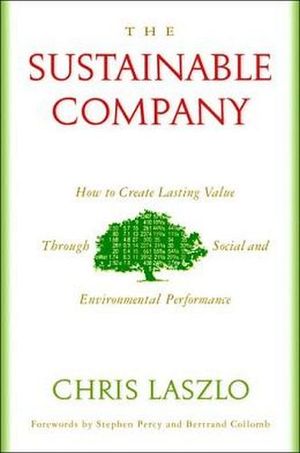 THE
SUSTAINABLE
COMPANY
How to Create Lasting Value
Through Social and
Environmental Performance
CHRIS LASZLO
Forewords by Stephen Percy and Bertrand Collomb